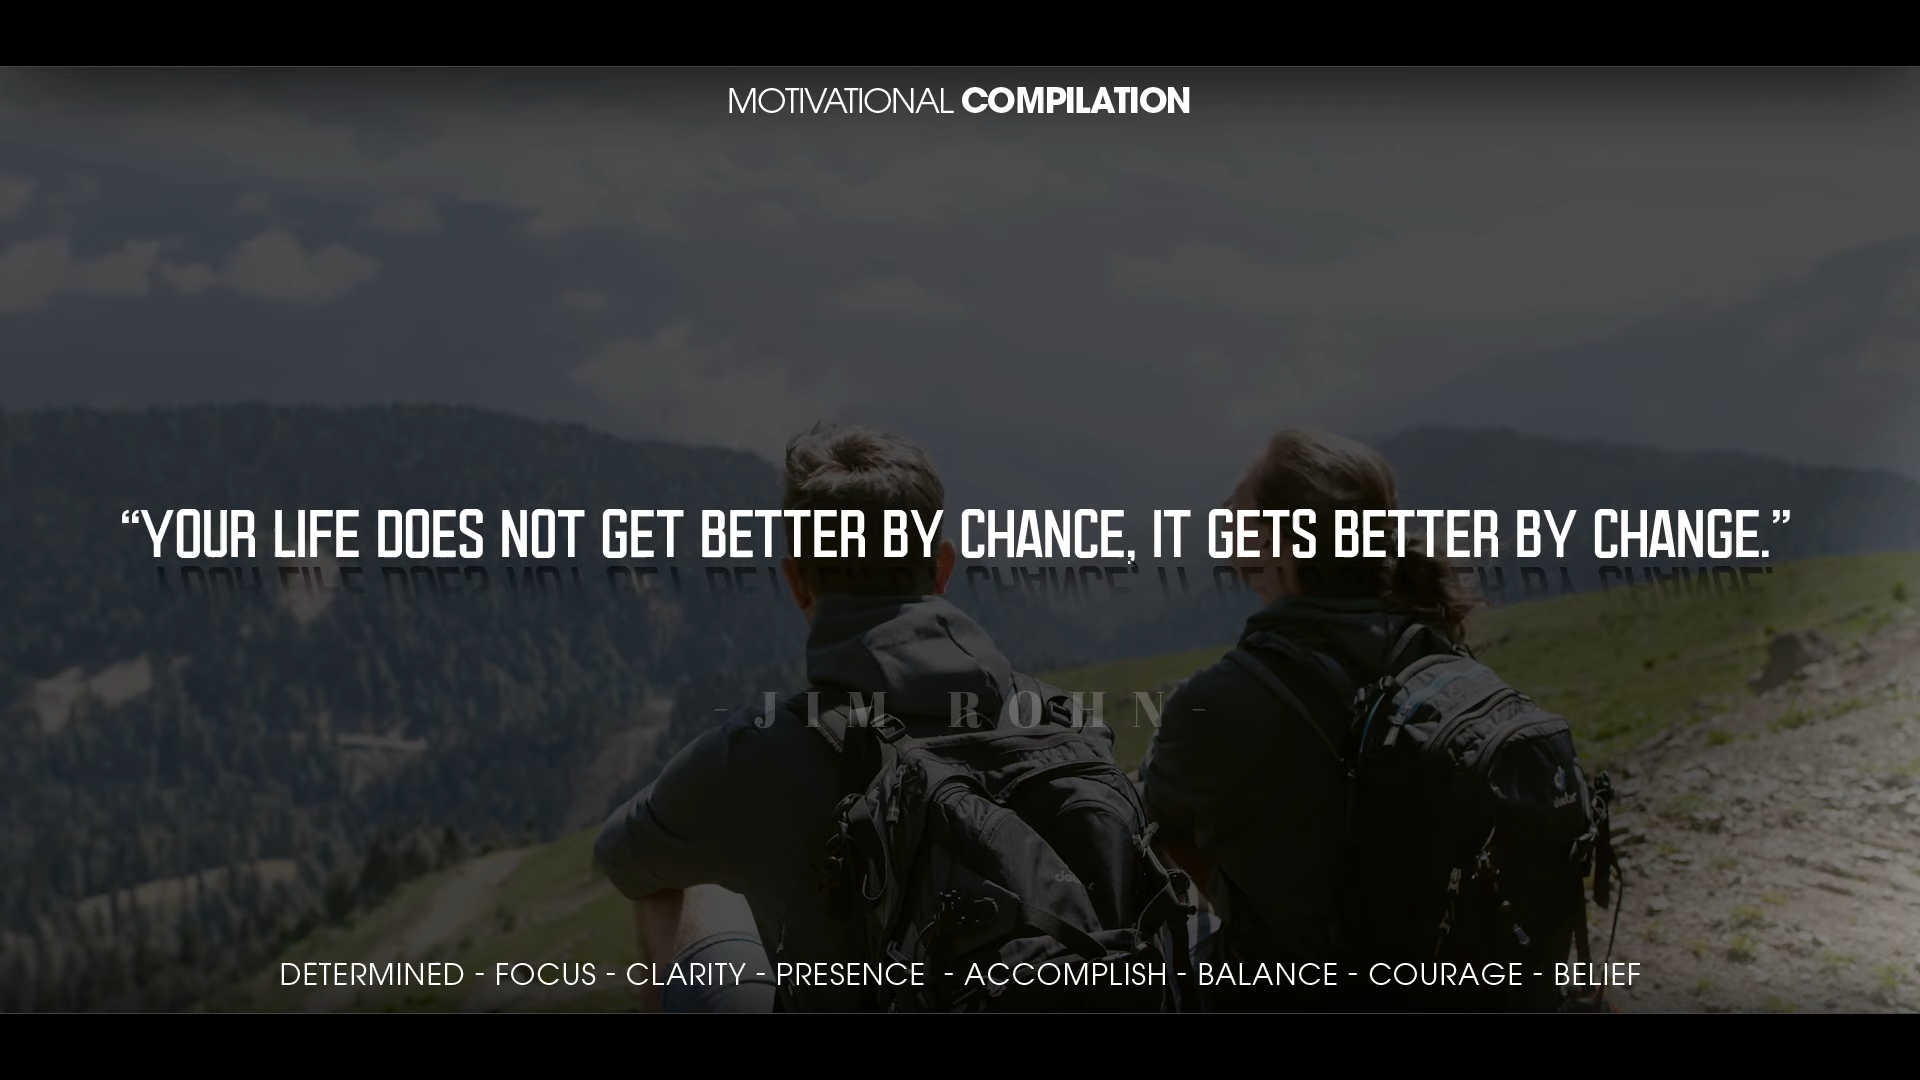 MOTIVATIONAL COMPILATION
“YOUR LIFE DOES NOT GET BETTER BY CHANCE, IT GETS BETTER BY CHANGE.”
- JIM ROHN -
deuter
DETERMINED - FOCUS - CLARITY - PRESENCE - ACCOMPLISH - BALANCE - COURAGE - BELIEF